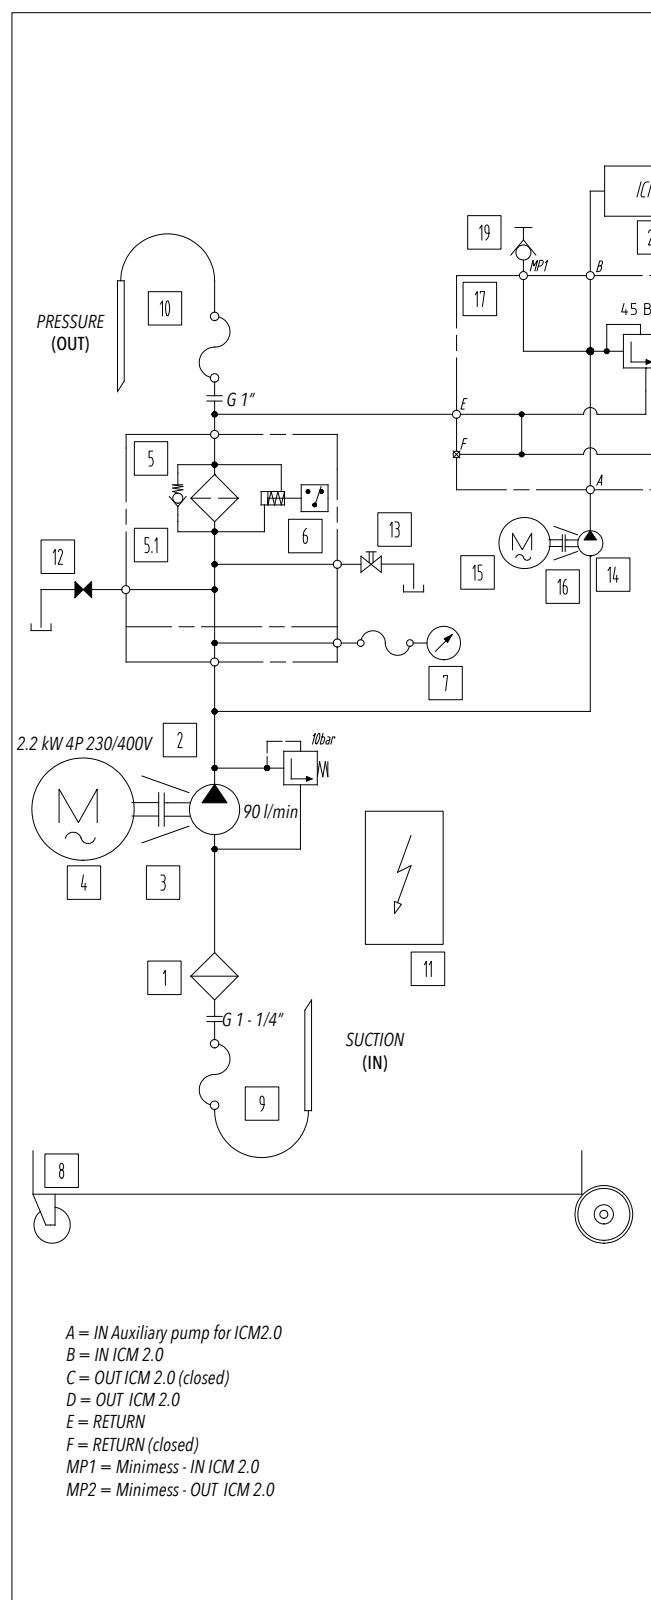 19
MP1
B
10
17
45 B
PRESSURE
(OUT)
G 1"
E
5
F
A
5.1
6
13
12
15
16
14
7
2
10bar
2.2 kW 4P 230/400V
M
M
90 l/min
4
3
11
1
G 1 - 1/4"
SUCTION
(IN)
9
8
A = IN Auxiliary pump for ICM2.0
B = IN ICM 2.0
C = OUT ICM 2.0 (closed)
D = OUT ICM 2.0
E = RETURN
F = RETURN (closed)
MP1 = Minimess - IN ICM 2.0
MP2 = Minimess - OUT ICM 2.0